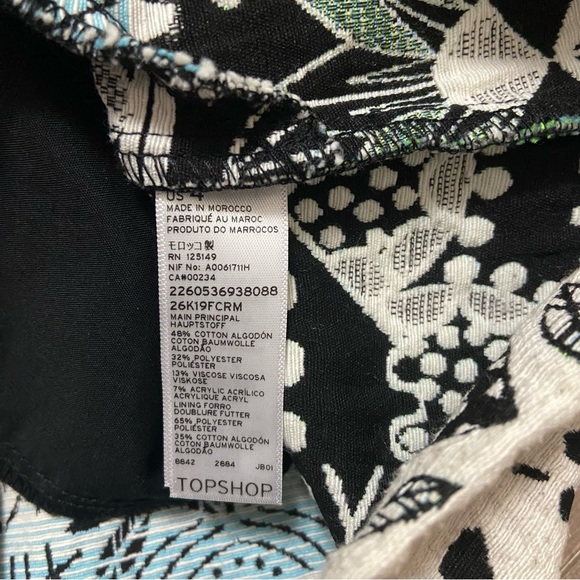 US 4
MADE IN MOROCCO
FABRIQUÉ AU MAROC
PRODUTO DO MARROCOS
モロッコ製
RN 125149
NIF No: A0061711H
CA#00234
2260536938088
26K19FCRM
MAIN PRINCIPAL
HAUPTSTOFF
48% COTTON ALGODÓN
COTON BAUMWOLLE
ALGODÃO
32% POLYESTER
POLIÉSTER
13% VISCOSE VISCOSA
VISKOSE
7% ACRYLIC ACRÍLICO
ACRYLIQUE ACRYL
LINING FORRO
DOUBLURE FUTTER
65% POLYESTER
POLIÉSTER
35% COTTON ALGODÓN
COTON BAUMWOLLE
ALGODÃO
8842 2884 JB01
TOPSHOP